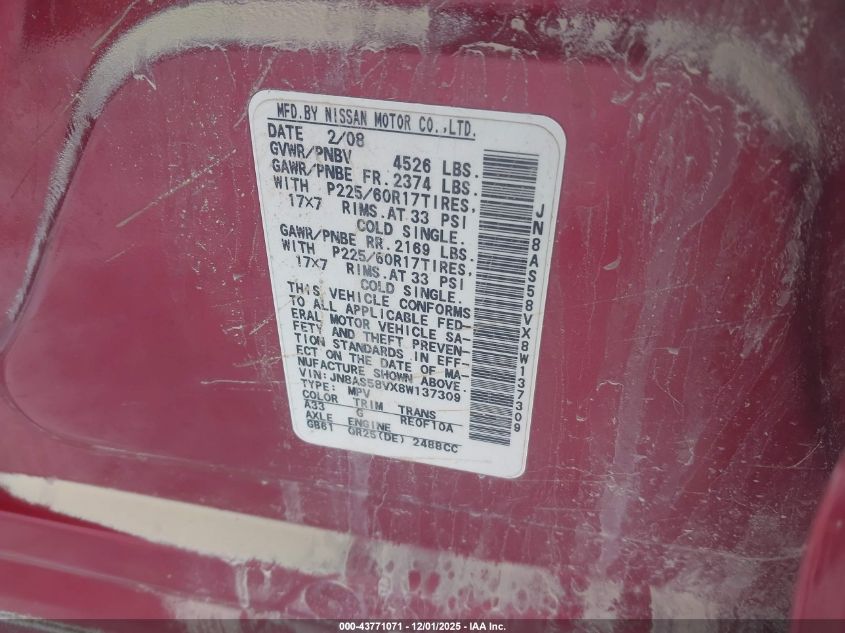 MFD.BY NISSAN MOTOR CO.,LTD.
DATE 2/08
GVWR/PNBV 4526 LBS.
GAWR/PNBE FR. 2374 LBS.
WITH P225/60R17TIRES,
17X7 RIMS.AT 33 PSI
COLD SINGLE.
GAWR/PNBE RR. 2169 LBS.
WITH P225/60R17TIRES,
17X7 RIMS.AT 33 PSI
COLD SINGLE.
THIS VEHICLE CONFORMS
TO ALL APPLICABLE FED-
ERAL MOTOR VEHICLE SA-
FETY AND THEFT PREVEN-
TION STANDARDS IN EFF-
ECT ON THE DATE OF MA-
NUFACTURE SHOWN ABOVE.
VIN:JN8AS58VX8W137309
TYPE: MPV
COLOR TRIM TRANS
A33 G RE0F10A
AXLE ENGINE
GB61 QR25(DE) 2488CC
JN8AS58VX8W137309
000-43771071 - 12/01/2025 - IAA Inc.